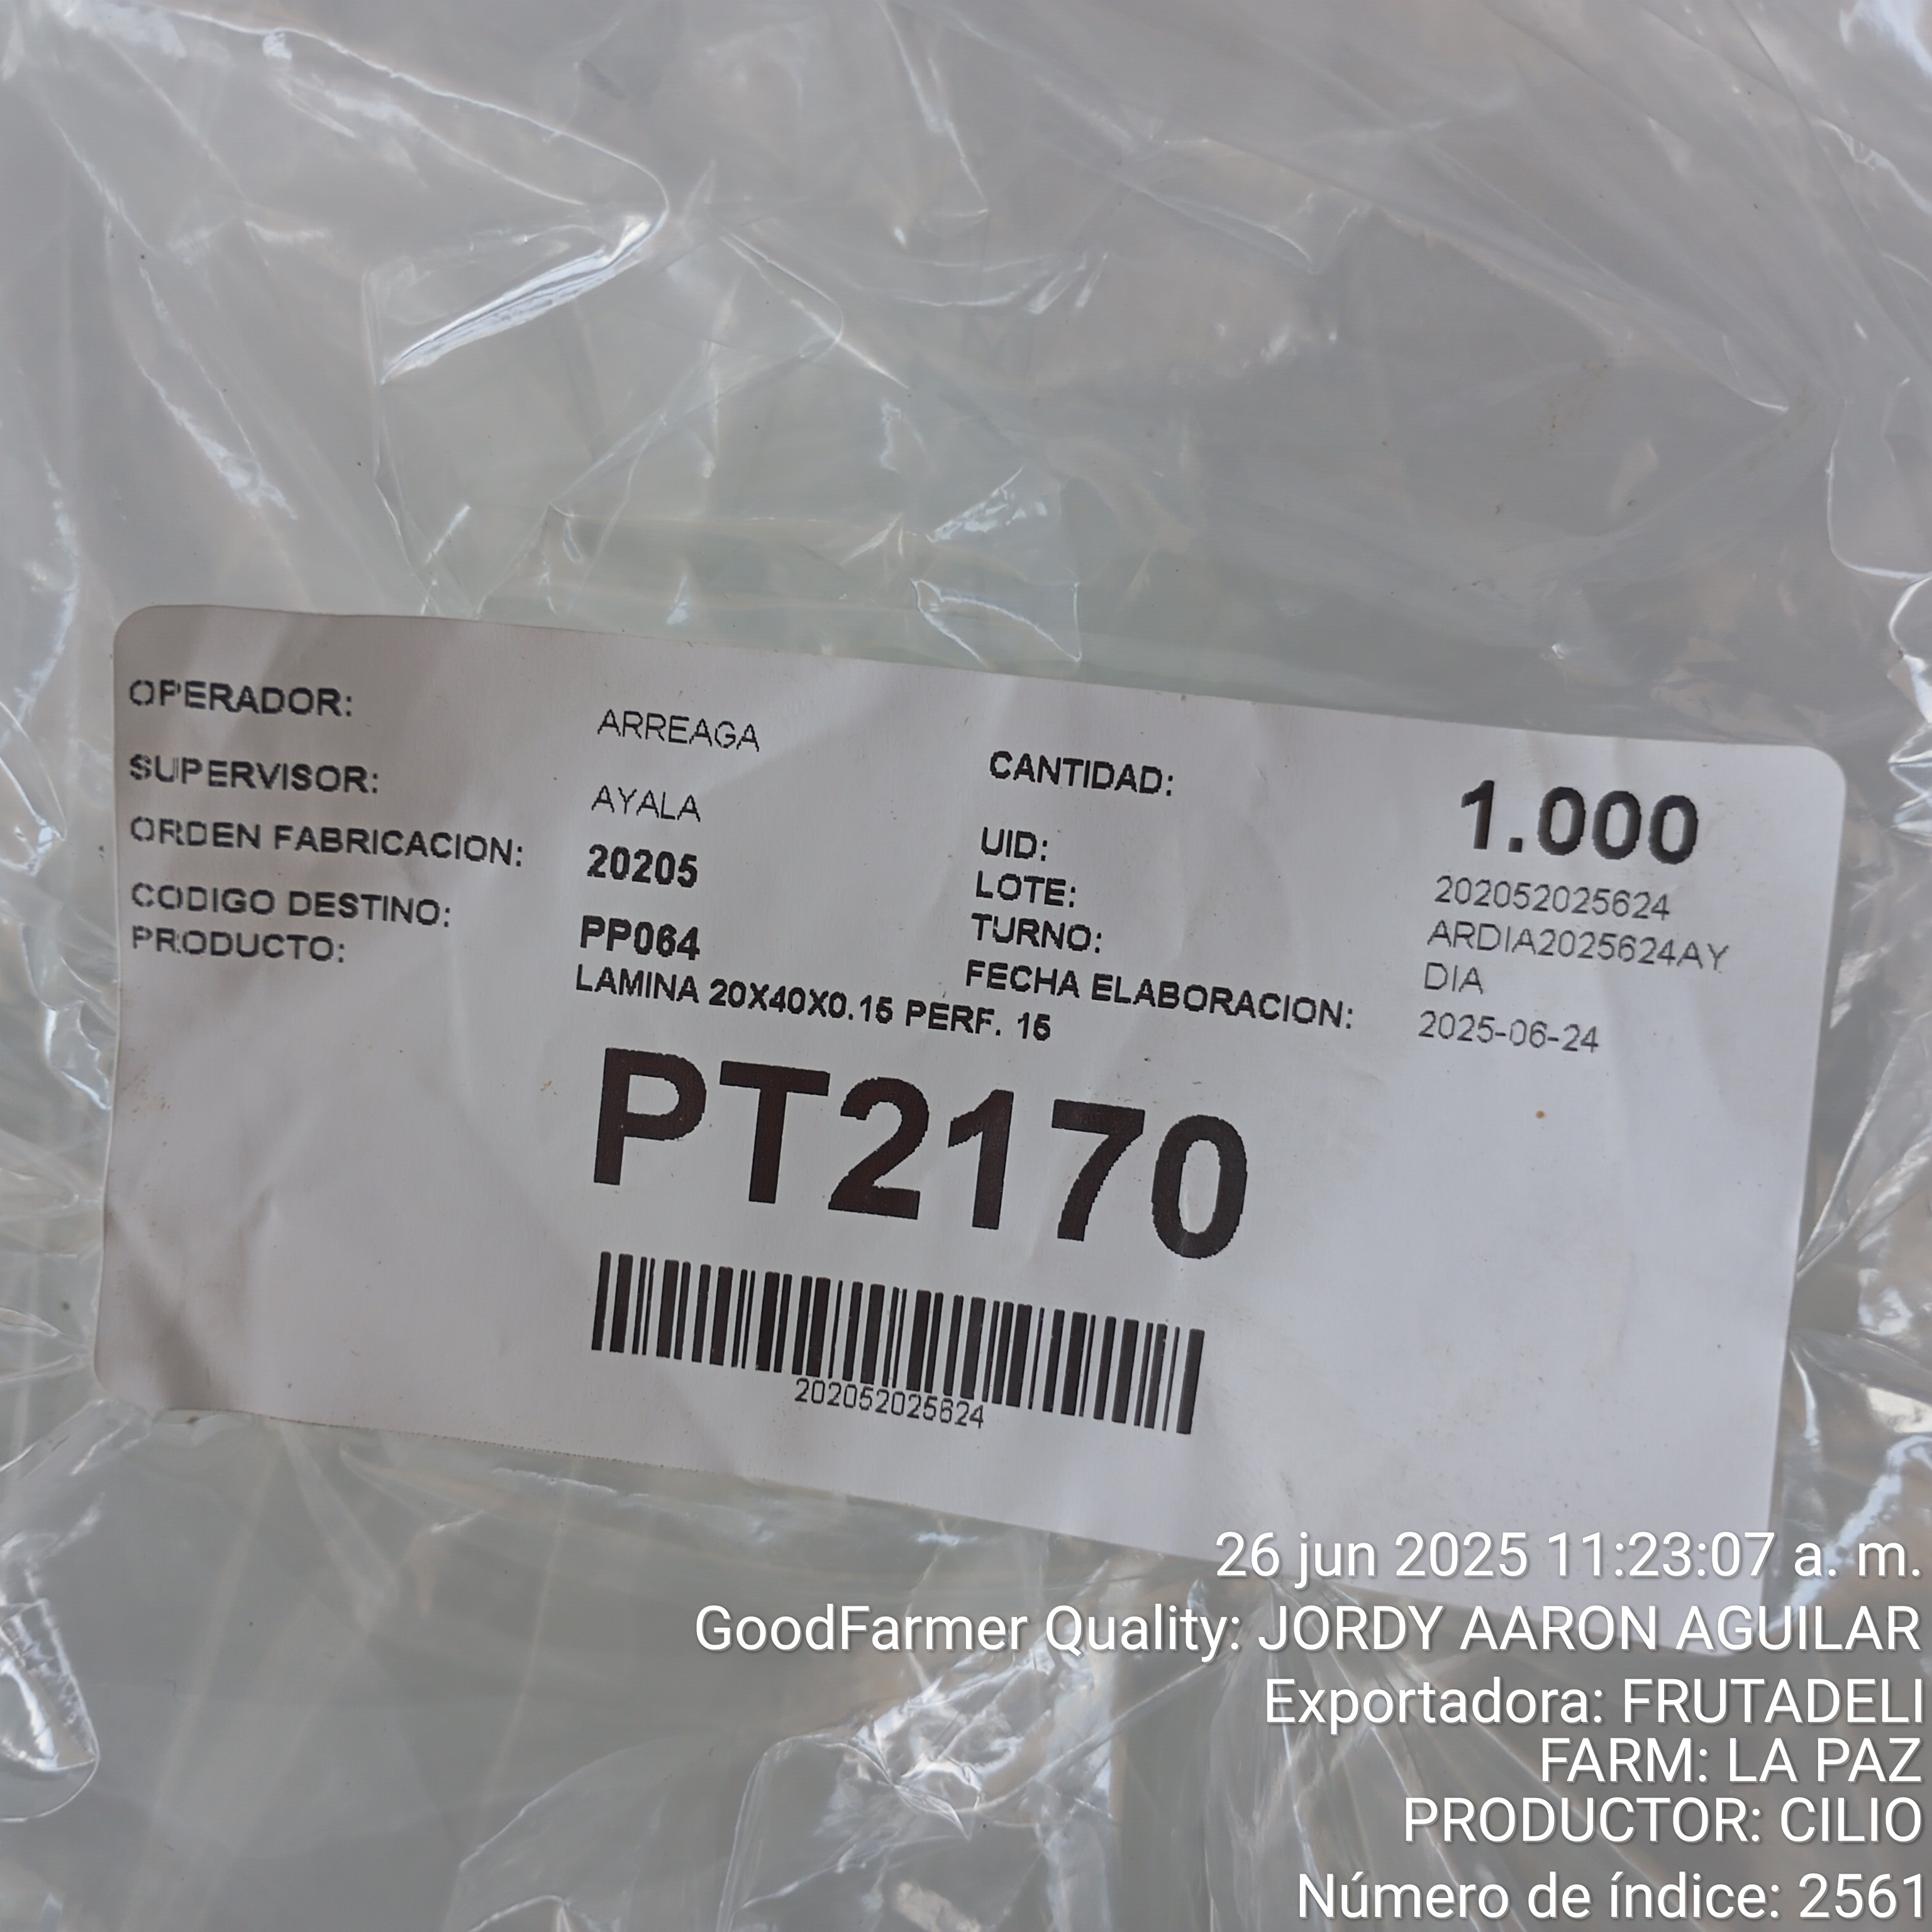 OPERADOR: ARREAGA
SUPERVISOR: AYALA
ORDEN FABRICACION: 20205
CODIGO DESTINO: PP064
PRODUCTO: LAMINA 20X40X0.15 PERF. 15
CANTIDAD: 1.000
UID: 202052025624
LOTE: ARDIA2025624AY
TURNO: DIA
FECHA ELABORACION: 2025-06-24
PT2170
202052025624
26 jun 2025 11:23:07 a. m.
GoodFarmer Quality: JORDY AARON AGUILAR
Exportadora: FRUTADELI
FARM: LA PAZ
PRODUCTOR: CILIO
Número de índice: 2561